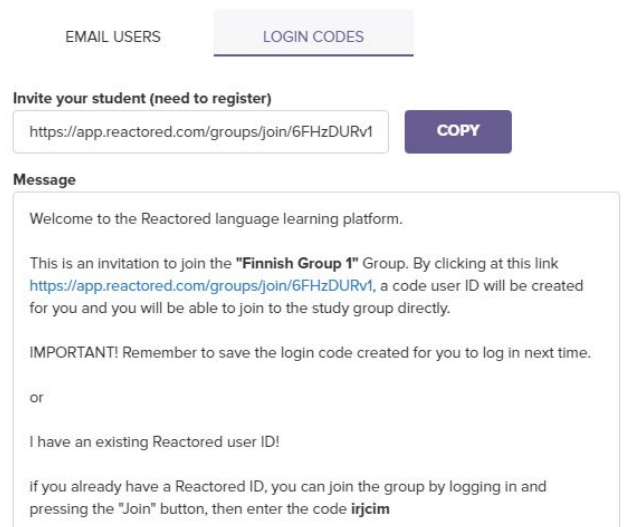 EMAIL USERS
LOGIN CODES
Invite your student (need to register)
https://app.reactored.com/groups/join/6FHzDURv1
COPY
Message
Welcome to the Reactored language learning platform.
This is an invitation to join the "Finnish Group 1" Group. By clicking at this link
https://app.reactored.com/groups/join/6FHzDURv1, a code user ID will be created
for you and you will be able to join to the study group directly.
IMPORTANT! Remember to save the login code created for you to log in next time.
or
I have an existing Reactored user ID!
if you already have a Reactored ID, you can join the group by logging in and
pressing the "Join" button, then enter the code irjcim